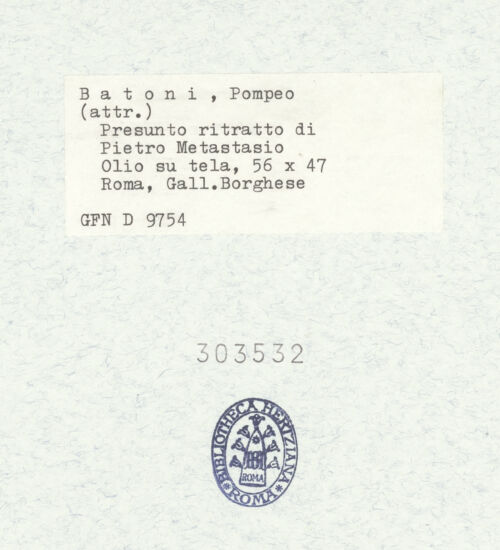 B a t o n i , Pompeo
(attr.)
Presunto ritratto di
Pietro Metastasio
Olio su tela, 56 x 47
Roma, Gall.Borghese
GFN D 9754
303532
BIBLIOTHECA HERTZIANA
BH
ROMA
*ROMA*